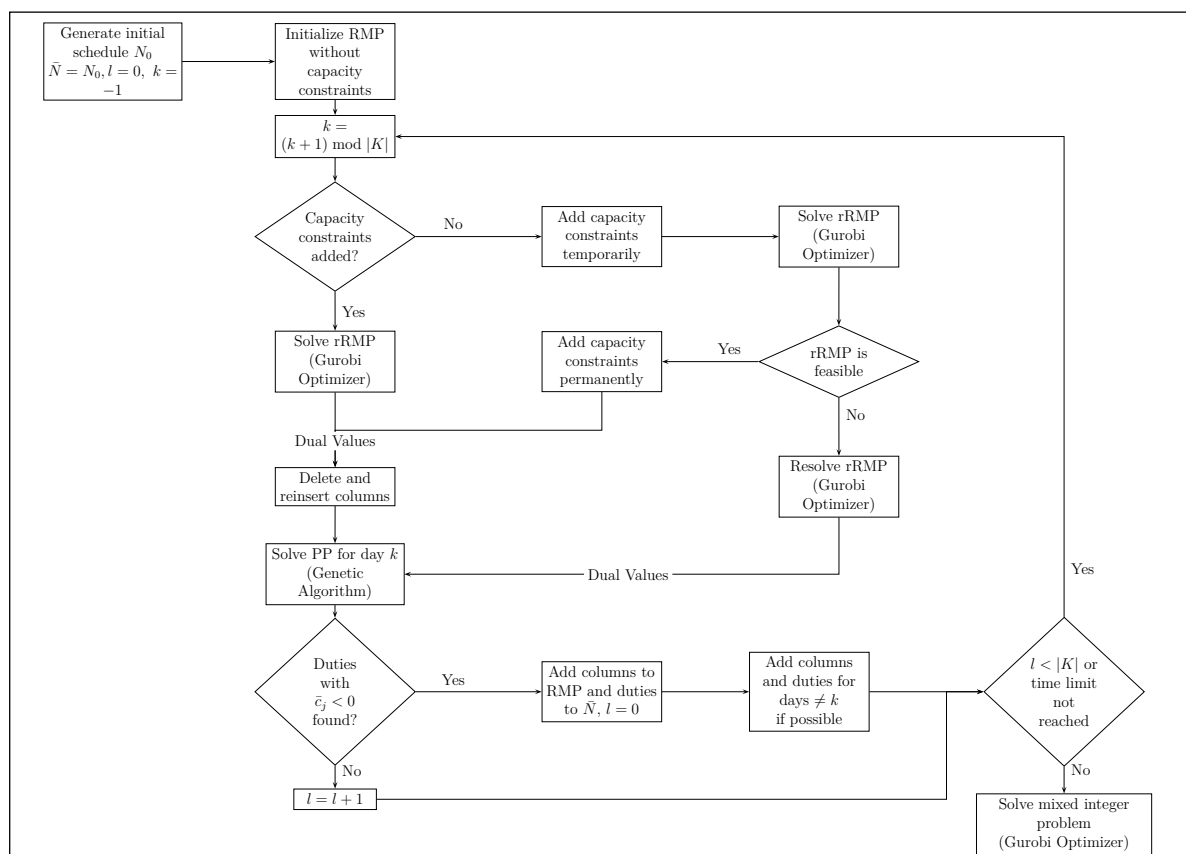 Generate initial
schedule N₀
N̄ = N₀, l = 0, k =
−1
Initialize RMP
without
capacity
constraints
k =
(k + 1) mod |K|
Capacity
constraints
added?
No
Add capacity
constraints
temporarily
Solve rRMP
(Gurobi
Optimizer)
Yes
Solve rRMP
(Gurobi
Optimizer)
Add capacity
constraints
permanently
Yes
rRMP is
feasible
No
Dual Values
Delete and
reinsert columns
Resolve rRMP
(Gurobi
Optimizer)
Solve PP for day k
(Genetic
Algorithm)
Dual Values
Yes
Duties
with
c̄ⱼ < 0
found?
Yes
Add columns to
RMP and duties
to N̄, l = 0
Add columns
and duties for
days ≠ k
if possible
l < |K| or
time limit
not
reached
No
l = l + 1
No
Solve mixed integer
problem
(Gurobi Optimizer)